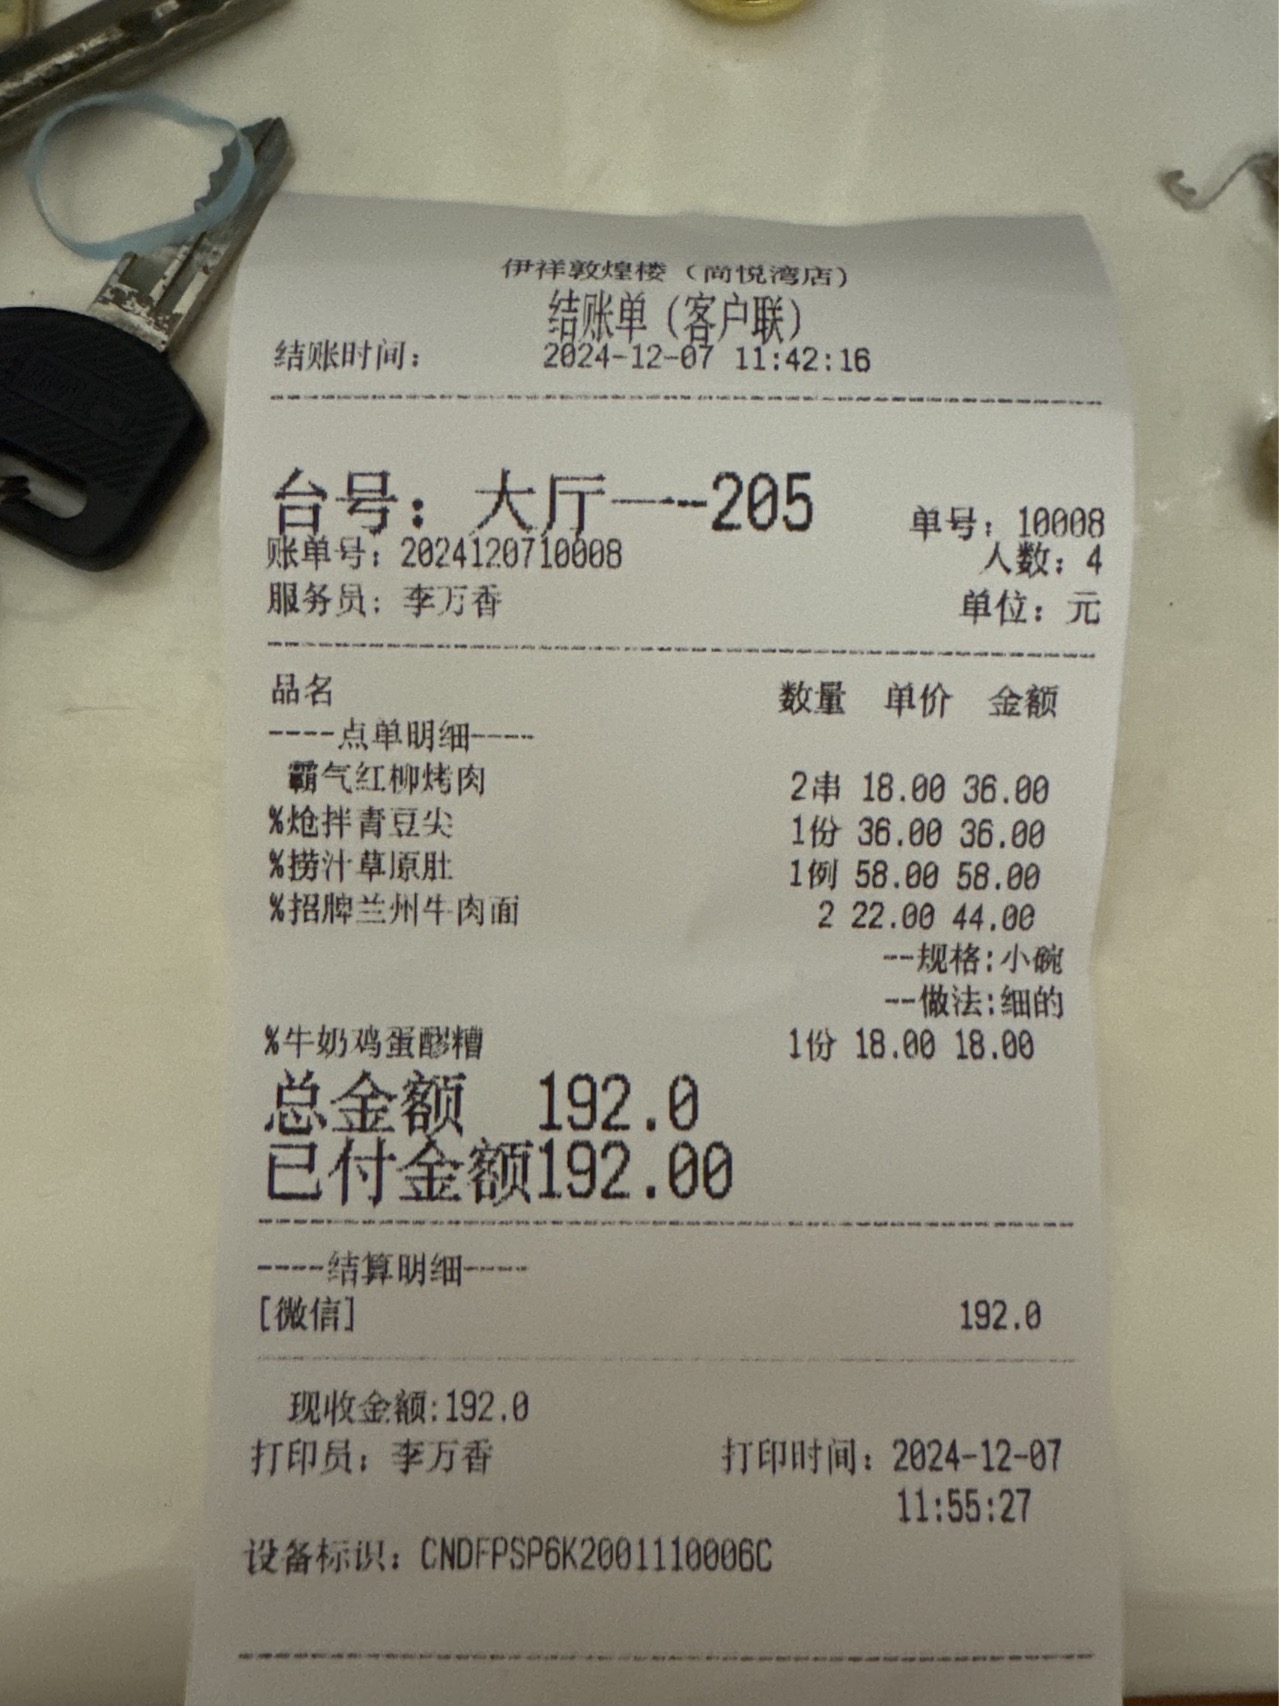 伊祥敦煌楼（尚悦湾店）
结账单（客户联）
结账时间： 2024-12-07 11:42:16
台号：大厅一--205 单号：10008
账单号：2024120710008 人数：4
服务员：李万香 单位：元
品名 数量 单价 金额
----点单明细----
霸气红柳烤肉 2串 18.00 36.00
%炝拌青豆尖 1份 36.00 36.00
%捞汁草原肚 1例 58.00 58.00
%招牌兰州牛肉面 2 22.00 44.00
--规格:小碗
--做法:细的
%牛奶鸡蛋醪糟 1份 18.00 18.00
总金额 192.0
已付金额192.00
----结算明细----
[微信] 192.0
现收金额:192.0
打印员：李万香 打印时间：2024-12-07
11:55:27
设备标识：CNDFPSP6K2001110006C